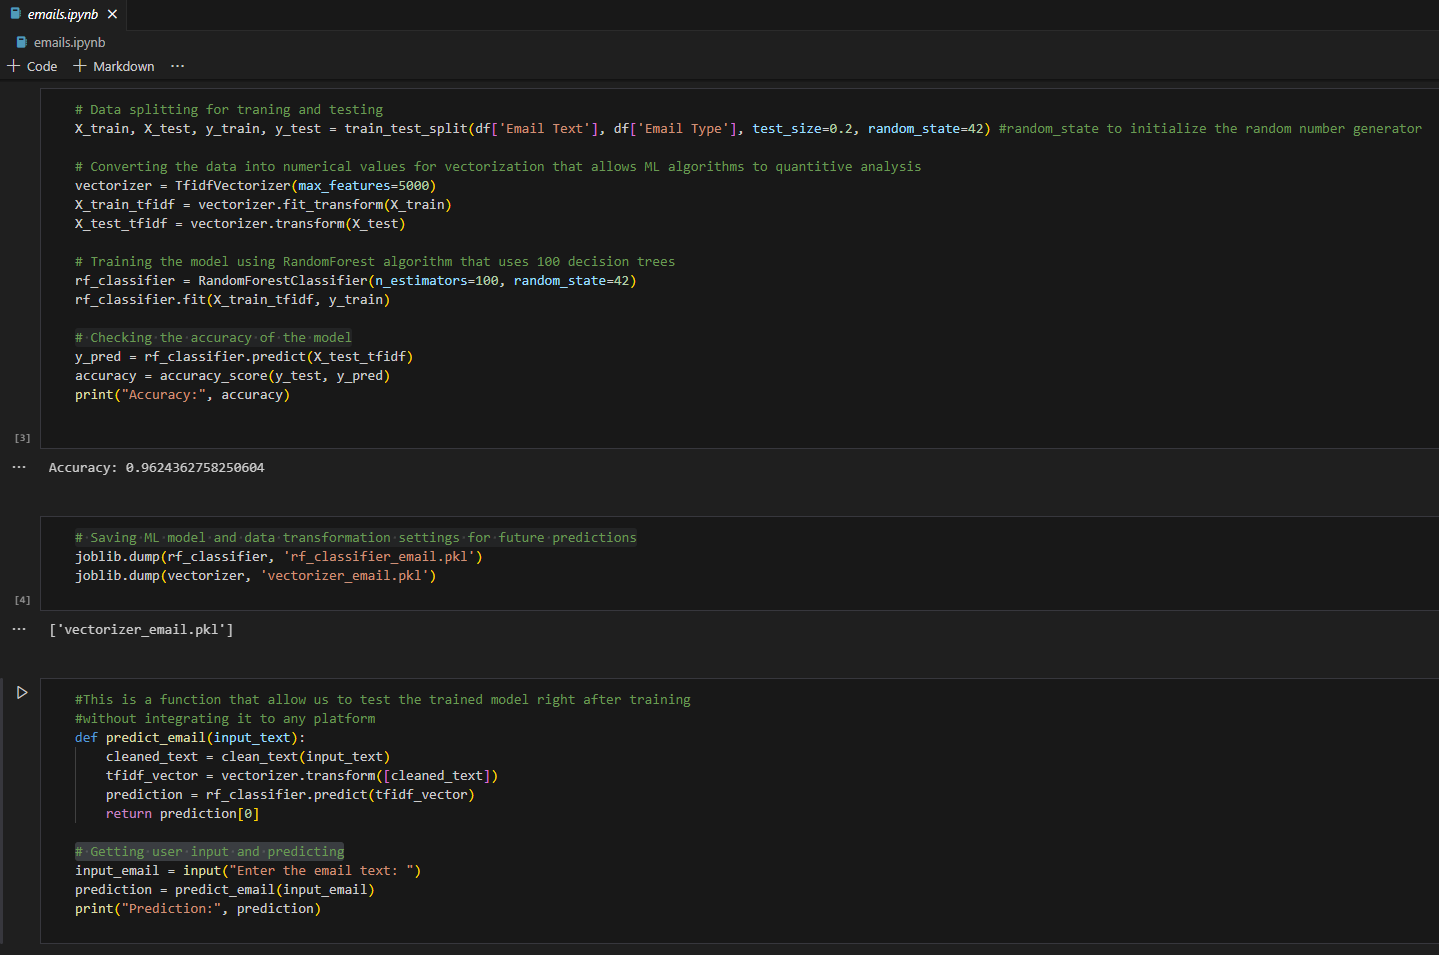 emails.ipynb
emails.ipynb
Code Markdown ...
# Data splitting for traning and testing
X_train, X_test, y_train, y_test = train_test_split(df['Email Text'], df['Email Type'], test_size=0.2, random_state=42) #random_state to initialize the random number generator
# Converting the data into numerical values for vectorization that allows ML algorithms to quantitive analysis
vectorizer = TfidfVectorizer(max_features=5000)
X_train_tfidf = vectorizer.fit_transform(X_train)
X_test_tfidf = vectorizer.transform(X_test)
# Training the model using RandomForest algorithm that uses 100 decision trees
rf_classifier = RandomForestClassifier(n_estimators=100, random_state=42)
rf_classifier.fit(X_train_tfidf, y_train)
# Checking the accuracy of the model
y_pred = rf_classifier.predict(X_test_tfidf)
accuracy = accuracy_score(y_test, y_pred)
print("Accuracy:", accuracy)
[3]
... Accuracy: 0.9624362758250604
# Saving ML model and data transformation settings for future predictions
joblib.dump(rf_classifier, 'rf_classifier_email.pkl')
joblib.dump(vectorizer, 'vectorizer_email.pkl')
[4]
... ['vectorizer_email.pkl']
#This is a function that allow us to test the trained model right after training
#without integrating it to any platform
def predict_email(input_text):
    cleaned_text = clean_text(input_text)
    tfidf_vector = vectorizer.transform([cleaned_text])
    prediction = rf_classifier.predict(tfidf_vector)
    return prediction[0]
# Getting user input and predicting
input_email = input("Enter the email text: ")
prediction = predict_email(input_email)
print("Prediction:", prediction)